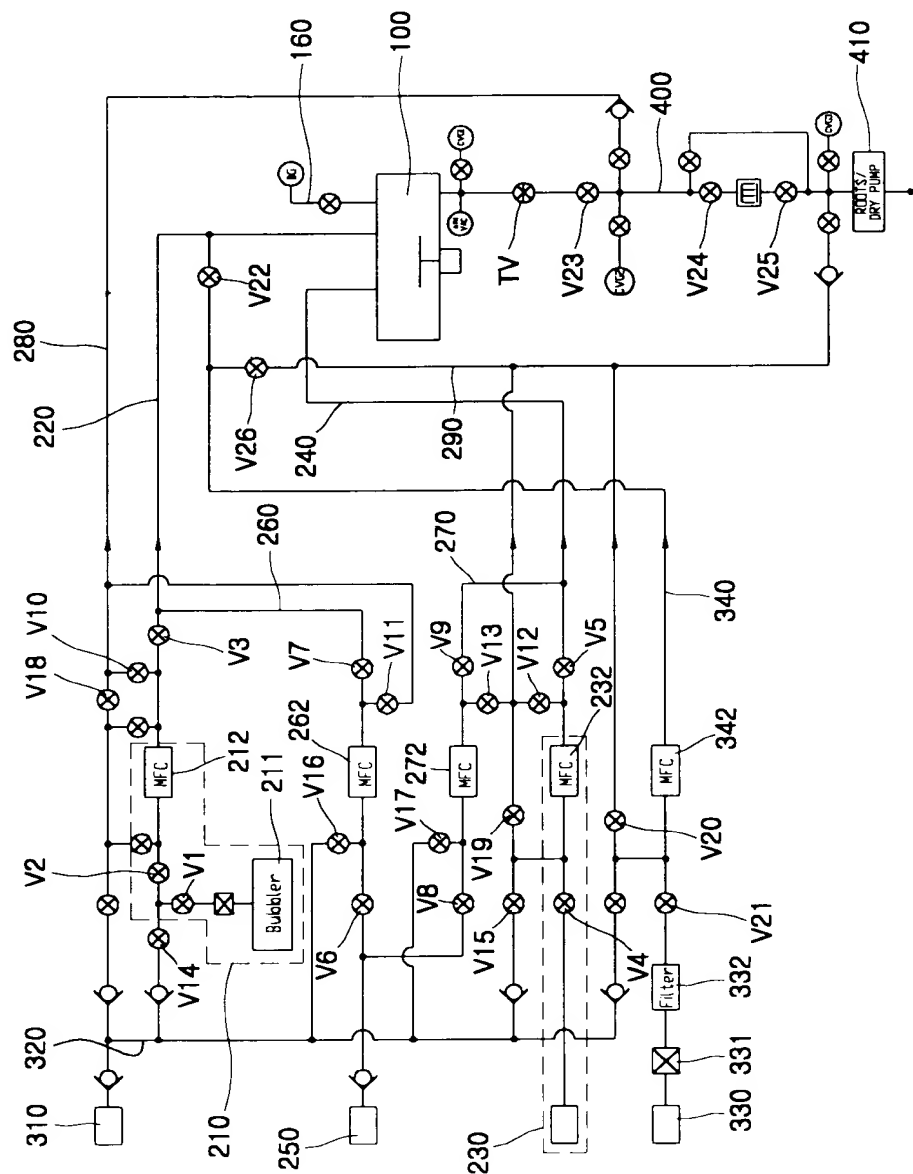 280
220
V10
V18
V3
260
212
211
MFC
V2
V1
Bubbler
V14
320
310
210
V7
V11
262
MFC
V16
V6
250
270
V9
V13
V12
V5
272
MFC
V17
V8
V19
V15
232
MFC
V4
230
340
342
MFC
V20
V21
332
Filter
331
330
V22
V26
240
290
160
100
TV
V23
CVG2
400
V24
V25
410
ROOTS/
DRY PUMP